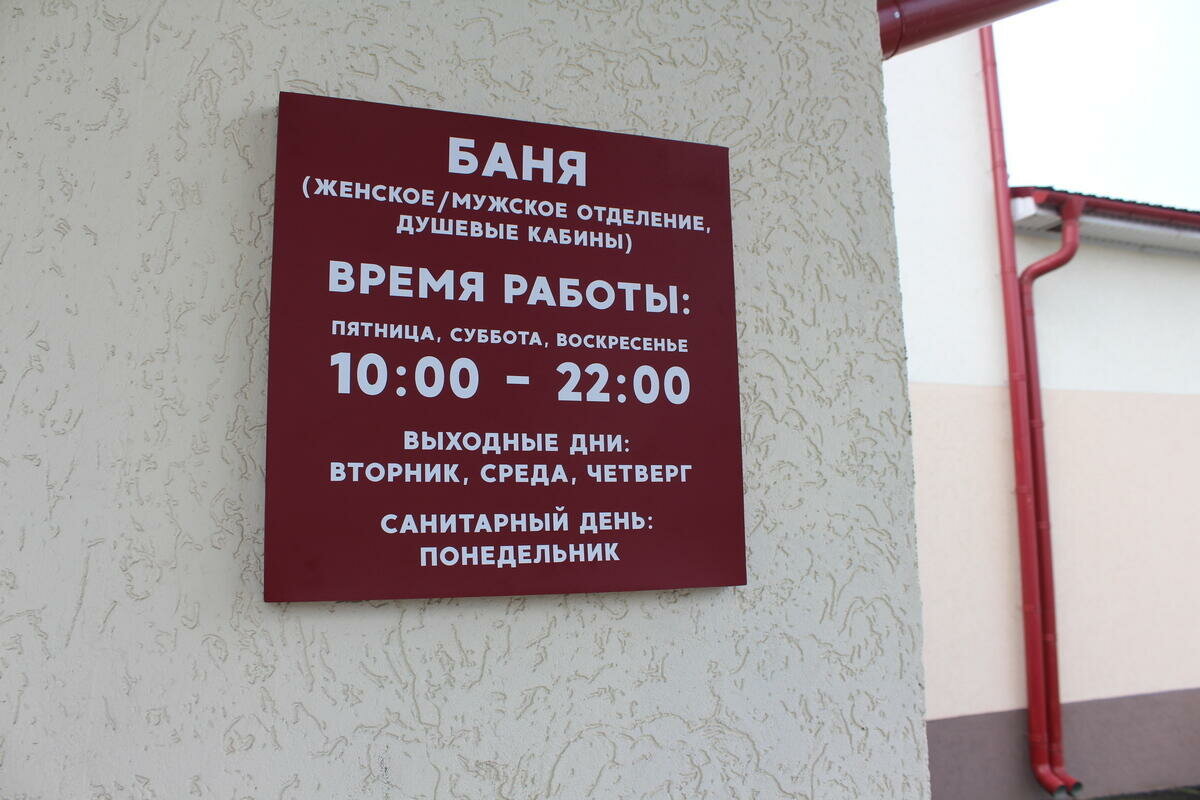 БАНЯ
(ЖЕНСКОЕ/МУЖСКОЕ ОТДЕЛЕНИЕ,
ДУШЕВЫЕ КАБИНЫ)
ВРЕМЯ РАБОТЫ:
ПЯТНИЦА, СУББОТА, ВОСКРЕСЕНЬЕ
10:00 – 22:00
ВЫХОДНЫЕ ДНИ:
ВТОРНИК, СРЕДА, ЧЕТВЕРГ
САНИТАРНЫЙ ДЕНЬ:
ПОНЕДЕЛЬНИК